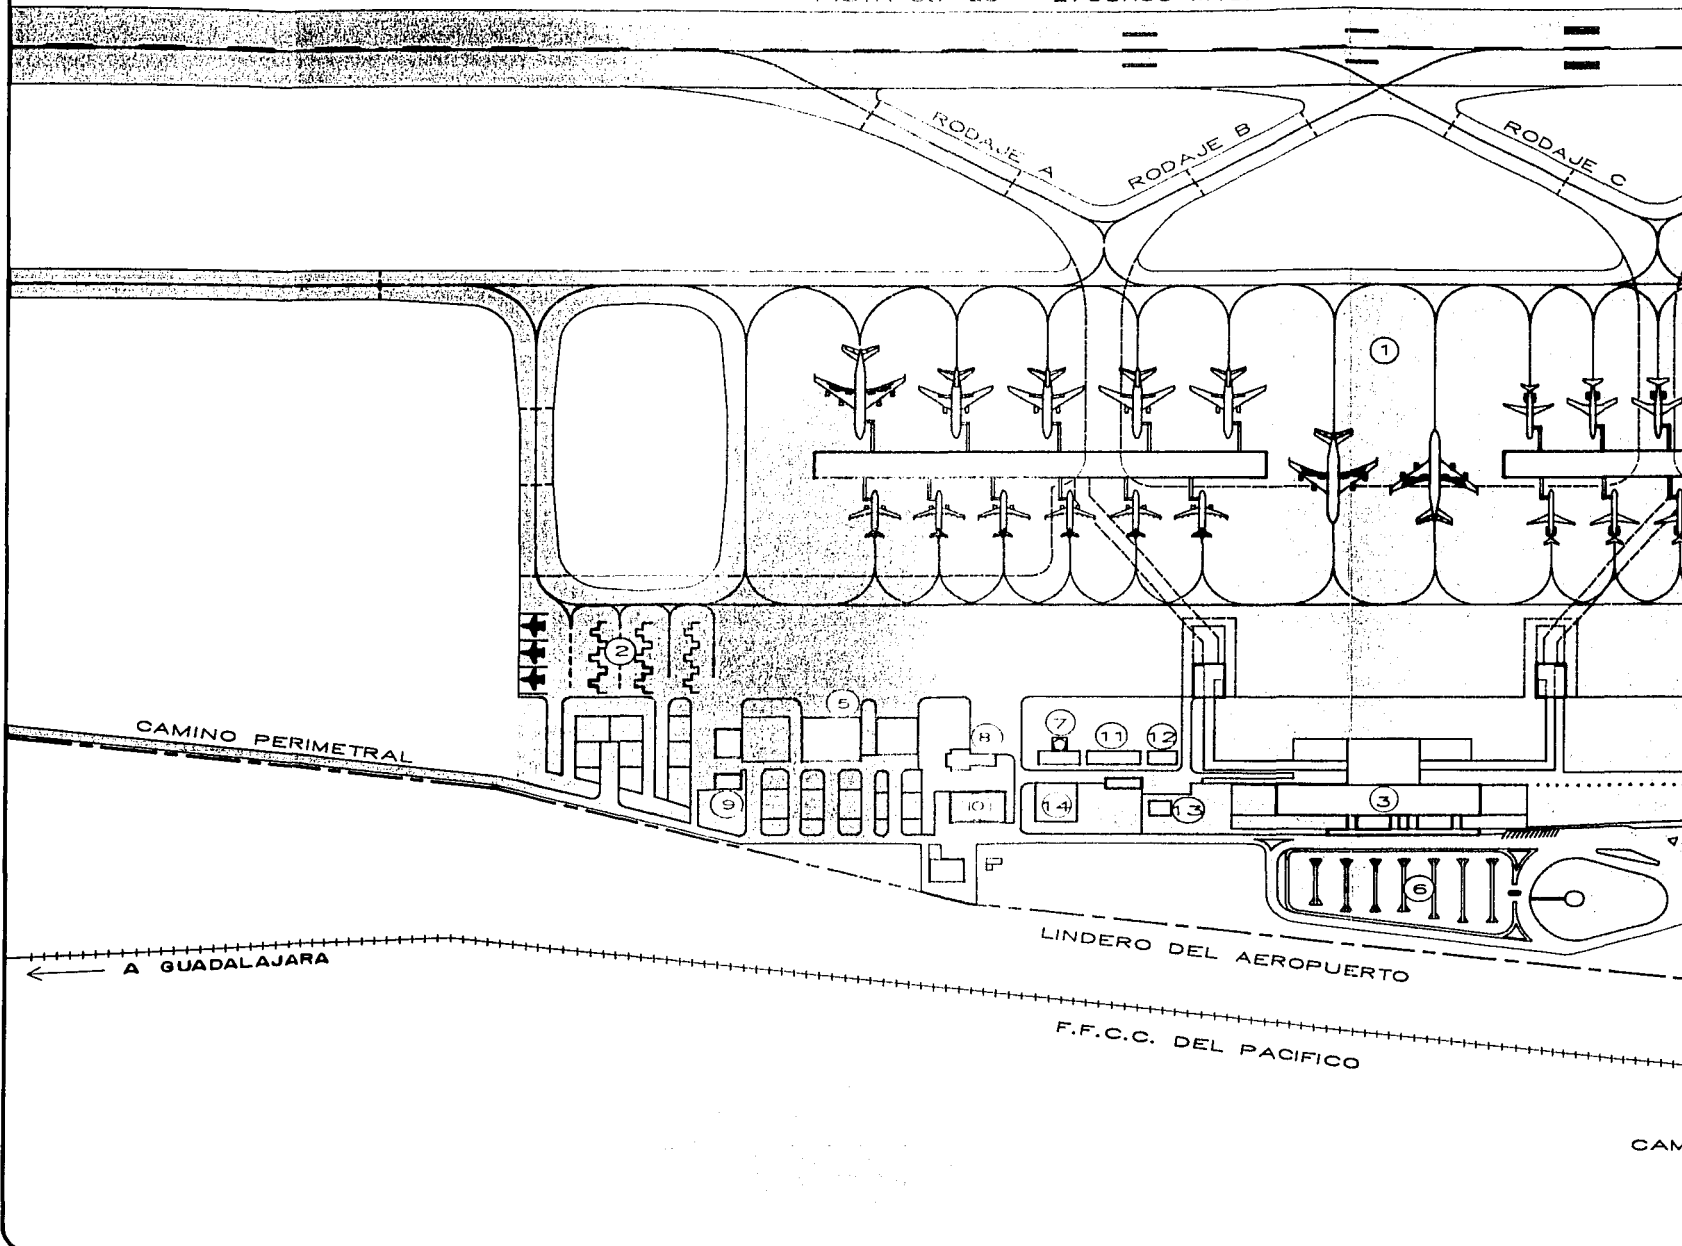 RODAJE A
RODAJE B
RODAJE C
1
2
5
7
11
12
8
9
10
14
13
3
6
CAMINO PERIMETRAL
LINDERO DEL AEROPUERTO
A GUADALAJARA
F.F.C.C. DEL PACIFICO
CAM